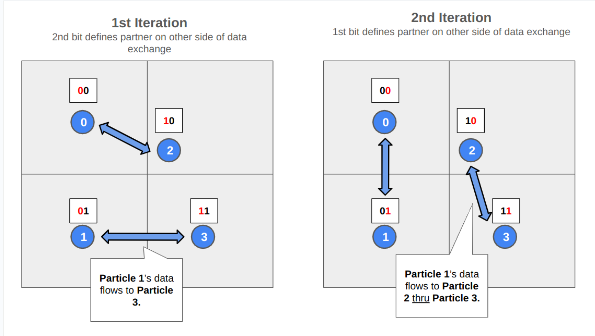 1st Iteration
2nd bit defines partner on other side of data
exchange
00
0
10
2
01
1
11
3
Particle 1's data
flows to Particle
3.
2nd Iteration
1st bit defines partner on other side of data exchange
00
0
10
2
01
1
11
3
Particle 1's data
flows to Particle
2 thru Particle 3.